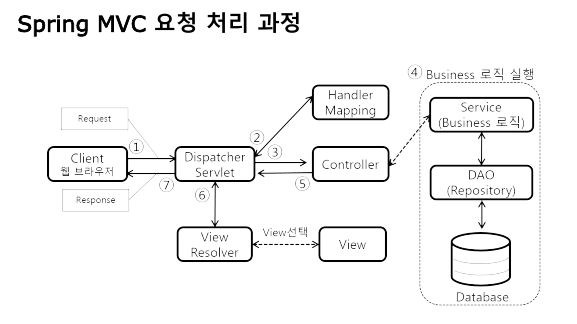 Spring MVC 요청 처리 과정
④ Business 로직 실행
Handler
Mapping
Service
(Business 로직)
Request
①
②
③
Client
웹 브라우저
Dispatcher
Servlet
Controller
⑦
⑤
⑥
DAO
(Repository)
Response
View
Resolver
View선택
View
Database